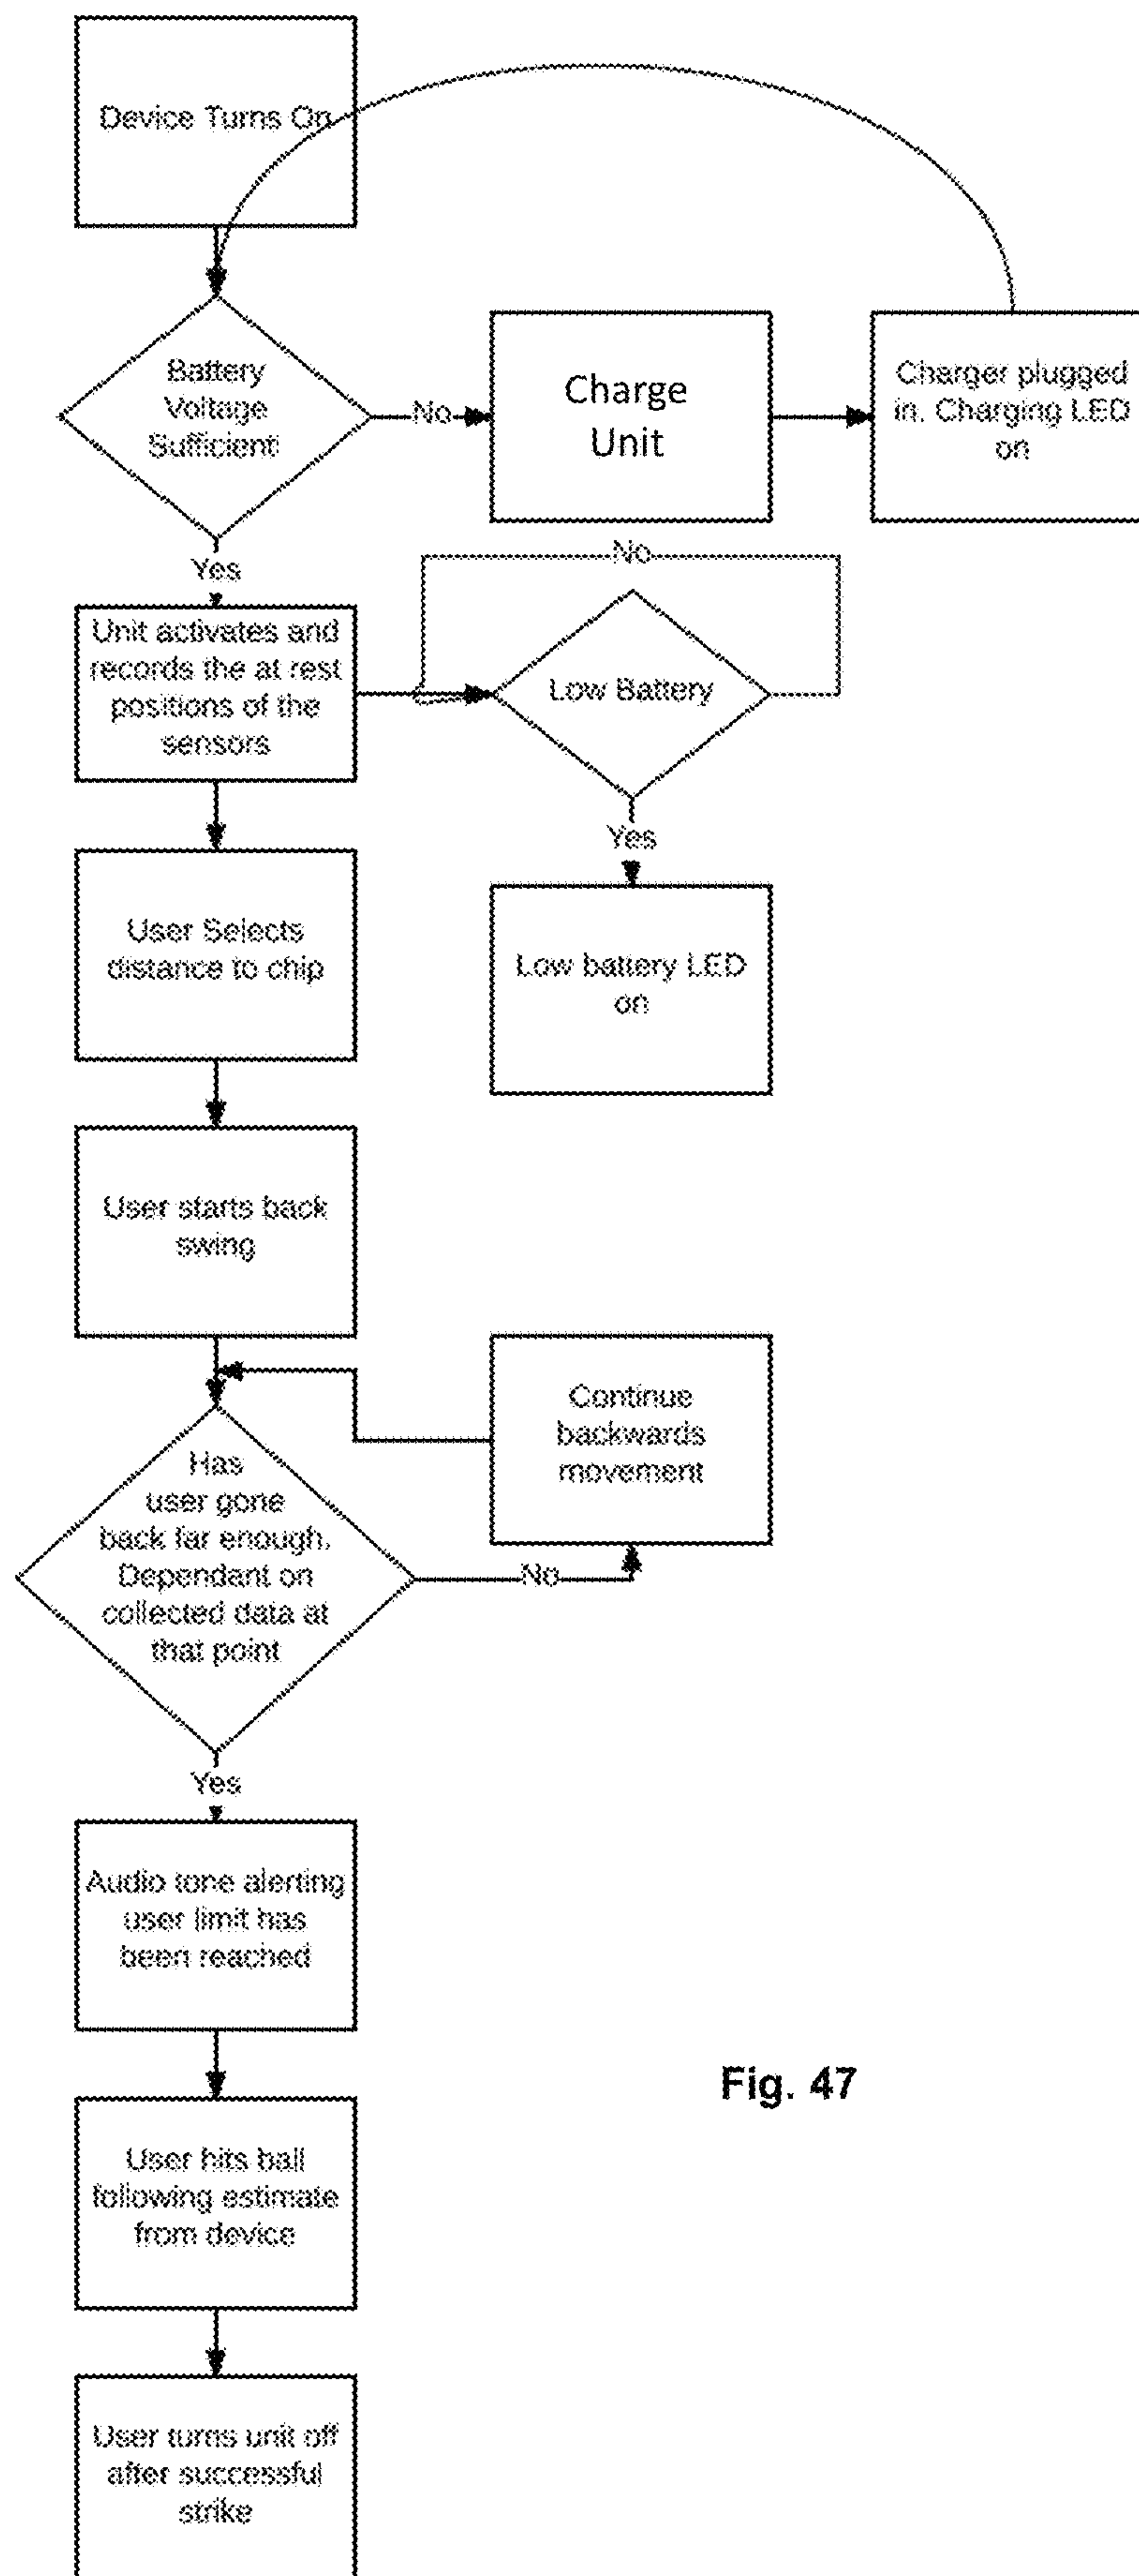 Device Turns On
Battery
Voltage
Sufficient
No
Charge
Unit
Charger plugged
in. Charging LED
on
Yes
No
Unit activates and
records the at rest
positions of the
sensors
Low Battery
Yes
User Selects
distance to chip
Low battery LED
on
User starts back
swing
Continue
backwards
movement
Has
user gone
back far enough.
Dependant on
collected data at
that point
No
Yes
Audio tone alerting
user limit has
been reached
Fig. 47
User hits ball
following estimate
from device
User turns unit off
after successful
strike